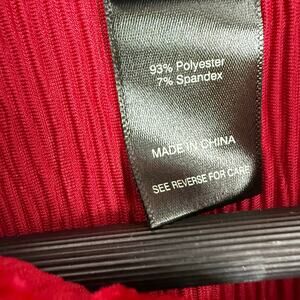 93% Polyester
7% Spandex
MADE IN CHINA
SEE REVERSE FOR CARE